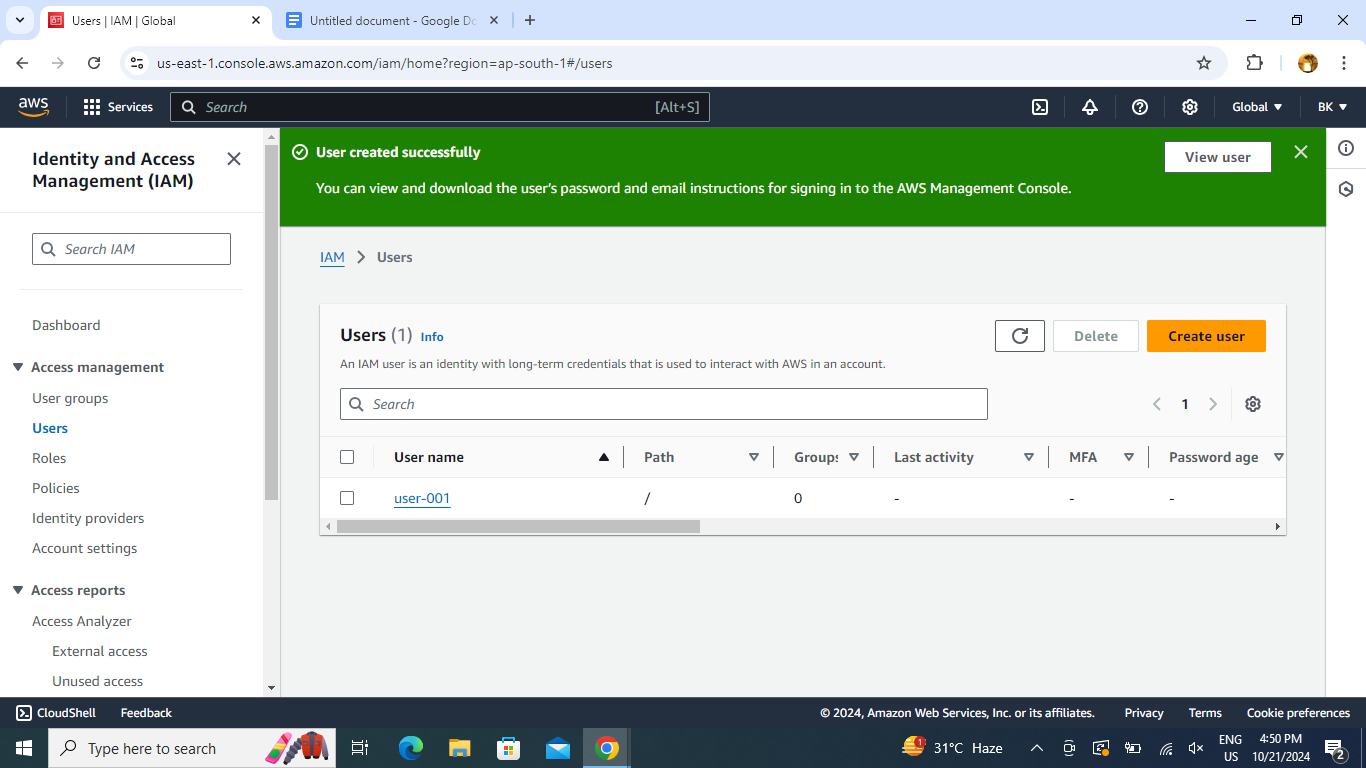 Users | IAM | Global
Untitled document - Google Do
us-east-1.console.aws.amazon.com/iam/home?region=ap-south-1#/users
aws
Services
Search
[Alt+S]
Global
BK
Identity and Access
Management (IAM)
Search IAM
Dashboard
Access management
User groups
Users
Roles
Policies
Identity providers
Account settings
Access reports
Access Analyzer
External access
Unused access
User created successfully
You can view and download the user's password and email instructions for signing in to the AWS Management Console.
View user
IAM > Users
Users (1) Info
An IAM user is an identity with long-term credentials that is used to interact with AWS in an account.
Delete
Create user
Search
1
User name Path Groups Last activity MFA Password age
user-001 / 0 - - -
CloudShell Feedback
© 2024, Amazon Web Services, Inc. or its affiliates. Privacy Terms Cookie preferences
Type here to search
1
31°C Haze
ENG
US
4:50 PM
10/21/2024
2